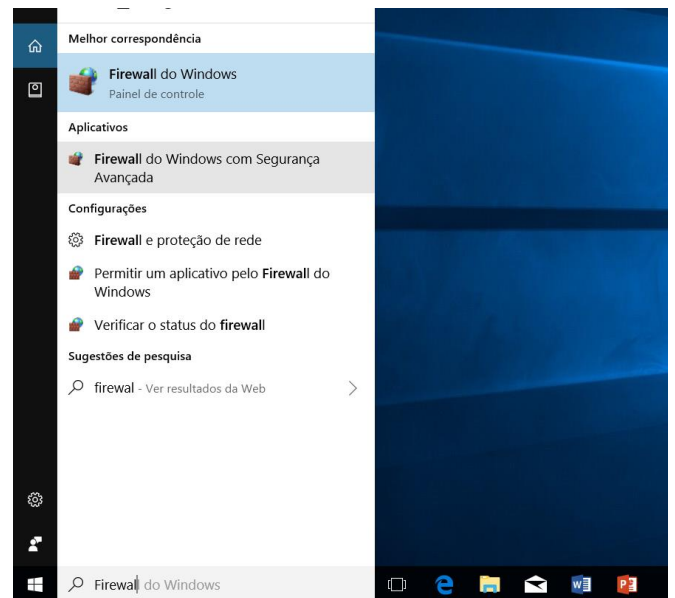 Melhor correspondência
Firewall do Windows
Painel de controle
Aplicativos
Firewall do Windows com Segurança
Avançada
Configurações
Firewall e proteção de rede
Permitir um aplicativo pelo Firewall do
Windows
Verificar o status do firewall
Sugestões de pesquisa
firewal - Ver resultados da Web
Firewal do Windows